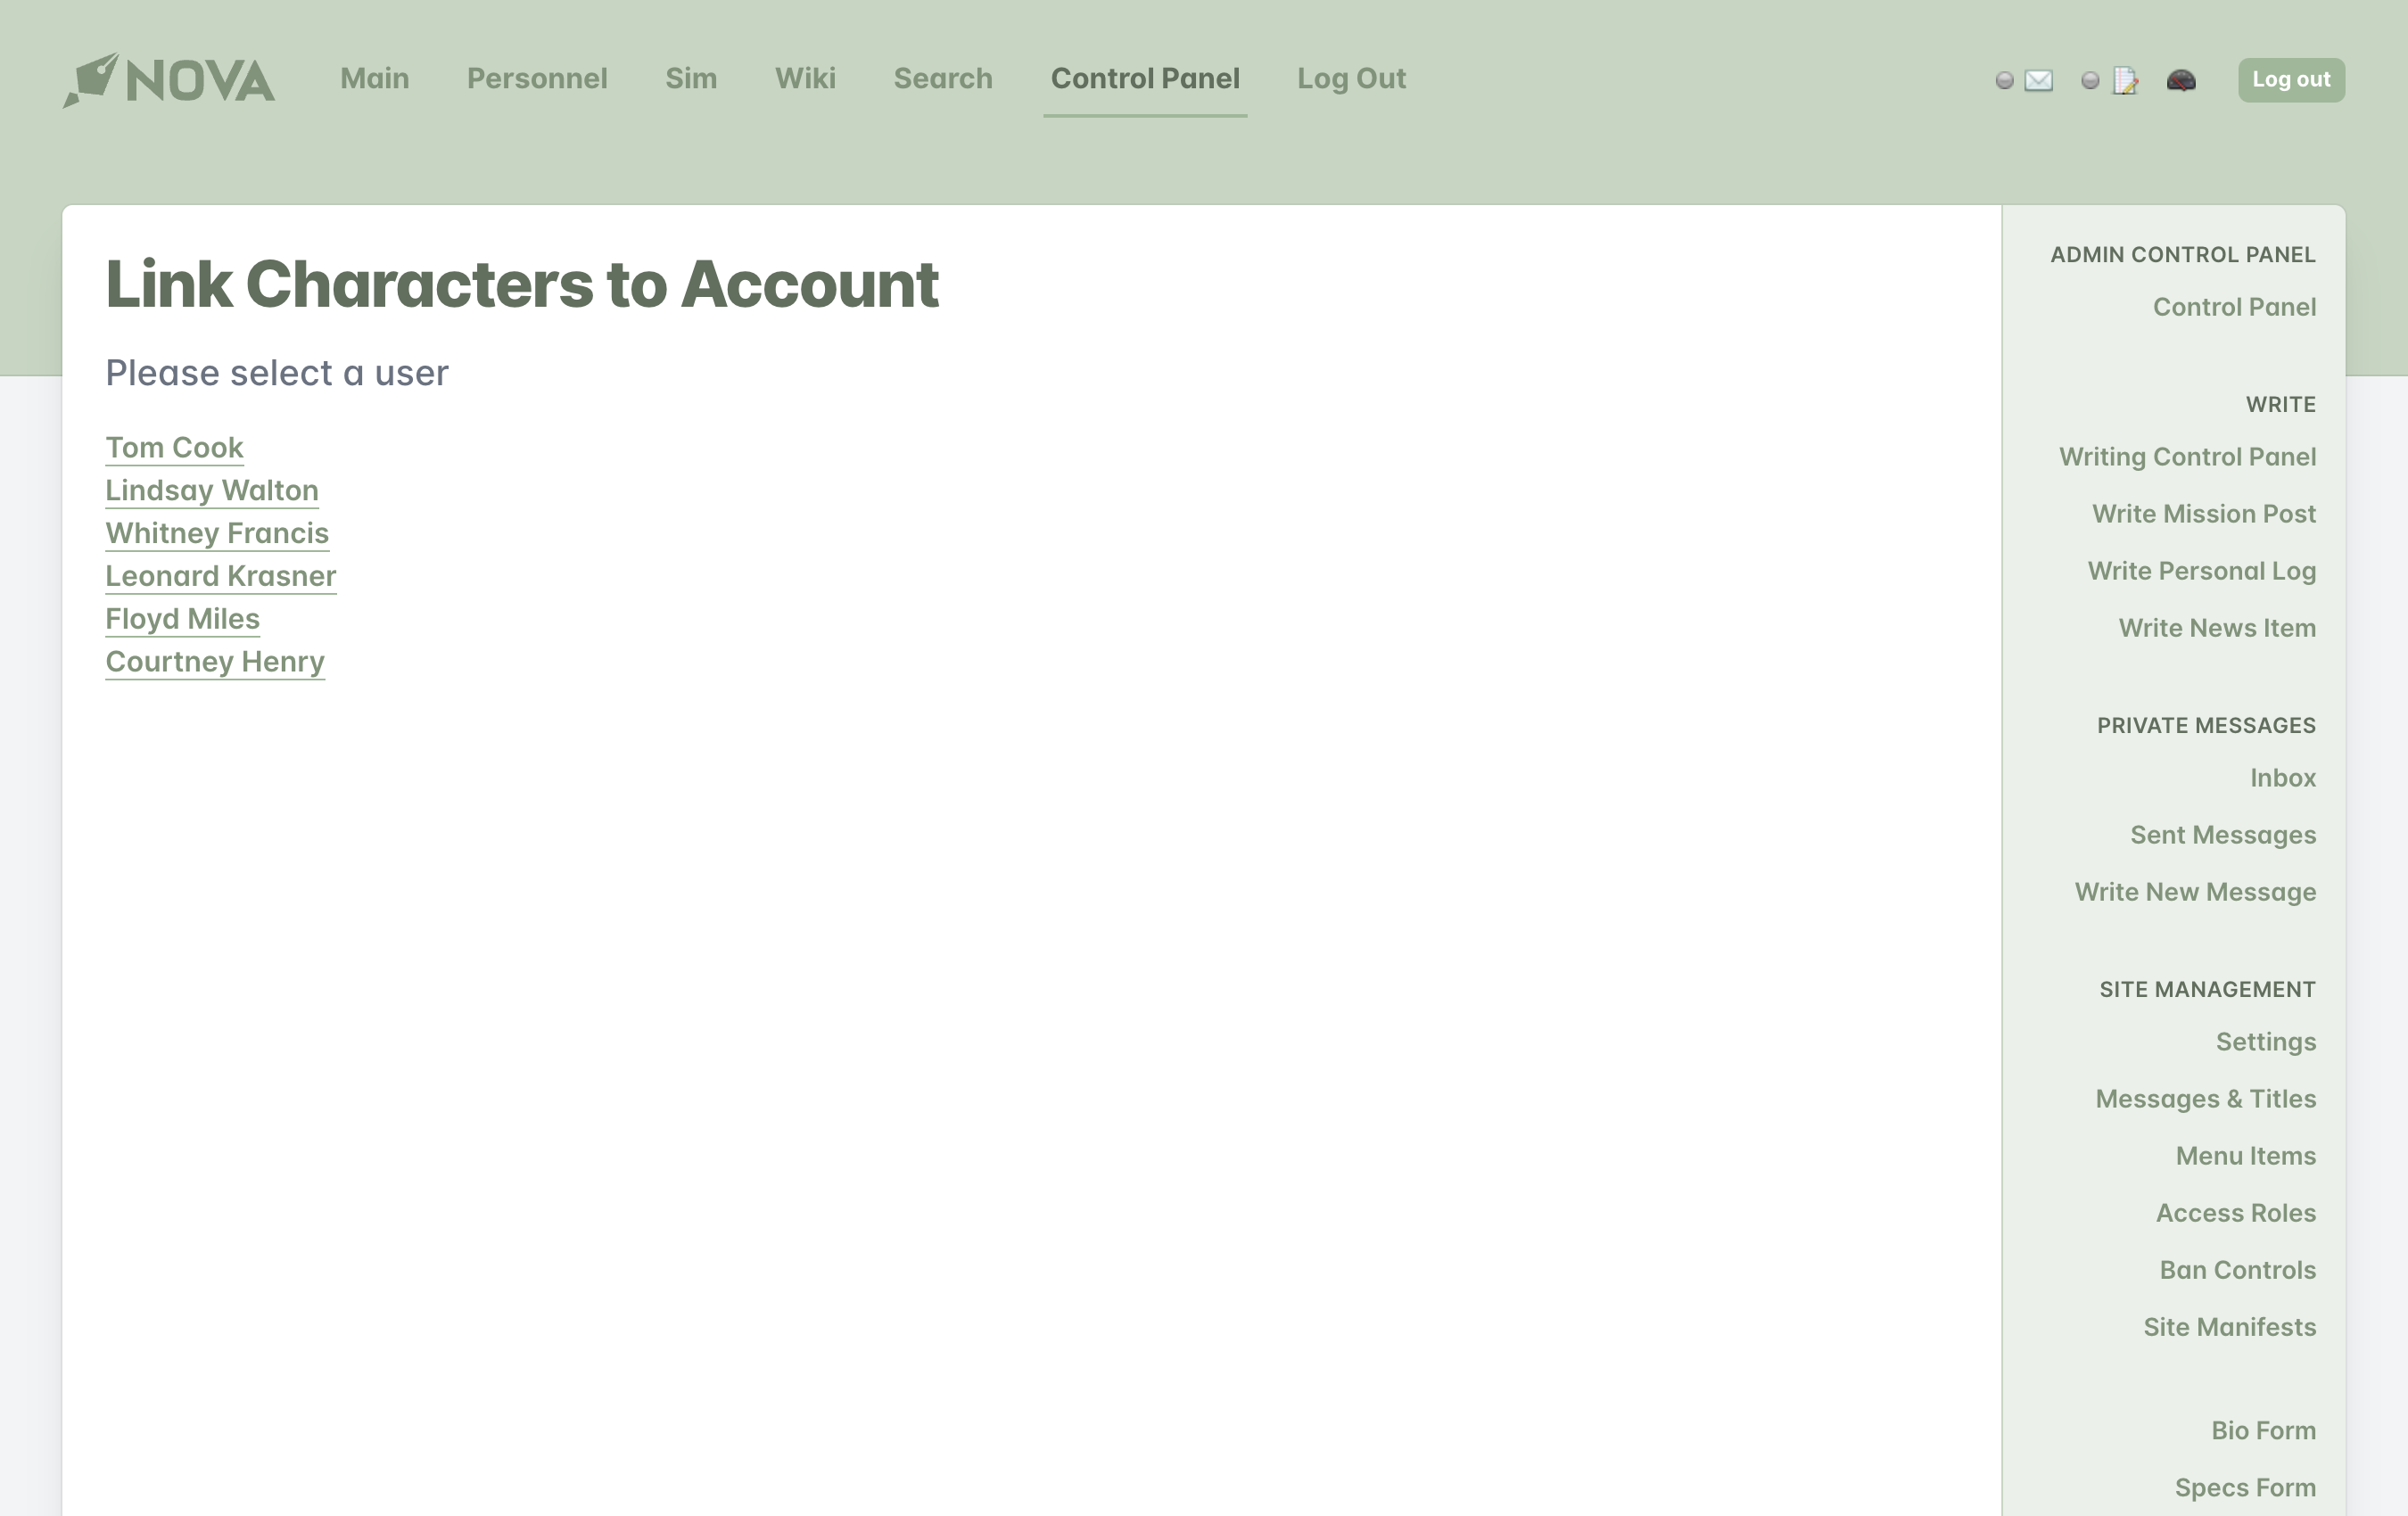 NOVA
Main
Personnel
Sim
Wiki
Search
Control Panel
Log Out
Log out
Link Characters to Account
Please select a user
Tom Cook
Lindsay Walton
Whitney Francis
Leonard Krasner
Floyd Miles
Courtney Henry
ADMIN CONTROL PANEL
Control Panel
WRITE
Writing Control Panel
Write Mission Post
Write Personal Log
Write News Item
PRIVATE MESSAGES
Inbox
Sent Messages
Write New Message
SITE MANAGEMENT
Settings
Messages & Titles
Menu Items
Access Roles
Ban Controls
Site Manifests
Bio Form
Specs Form